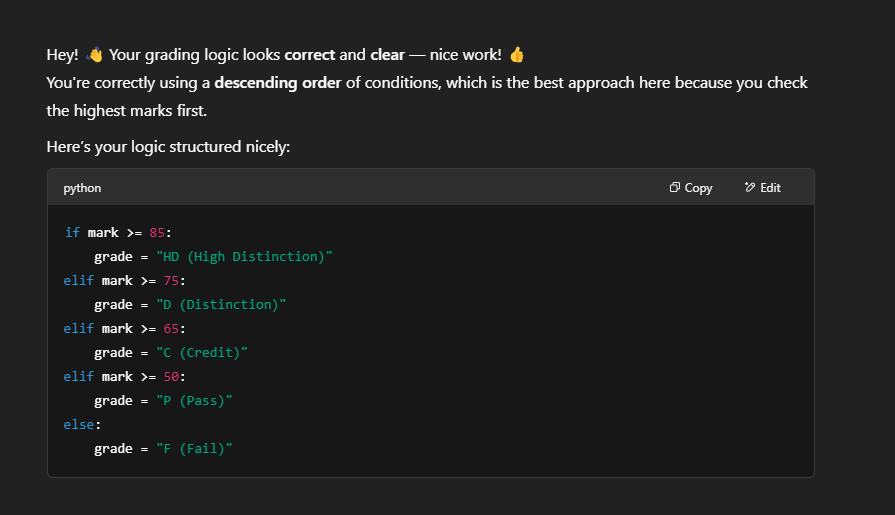 Hey! 👋 Your grading logic looks correct and clear — nice work! 👍
You're correctly using a descending order of conditions, which is the best approach here because you check
the highest marks first.
Here's your logic structured nicely:
python Copy Edit
if mark >= 85:
    grade = "HD (High Distinction)"
elif mark >= 75:
    grade = "D (Distinction)"
elif mark >= 65:
    grade = "C (Credit)"
elif mark >= 50:
    grade = "P (Pass)"
else:
    grade = "F (Fail)"